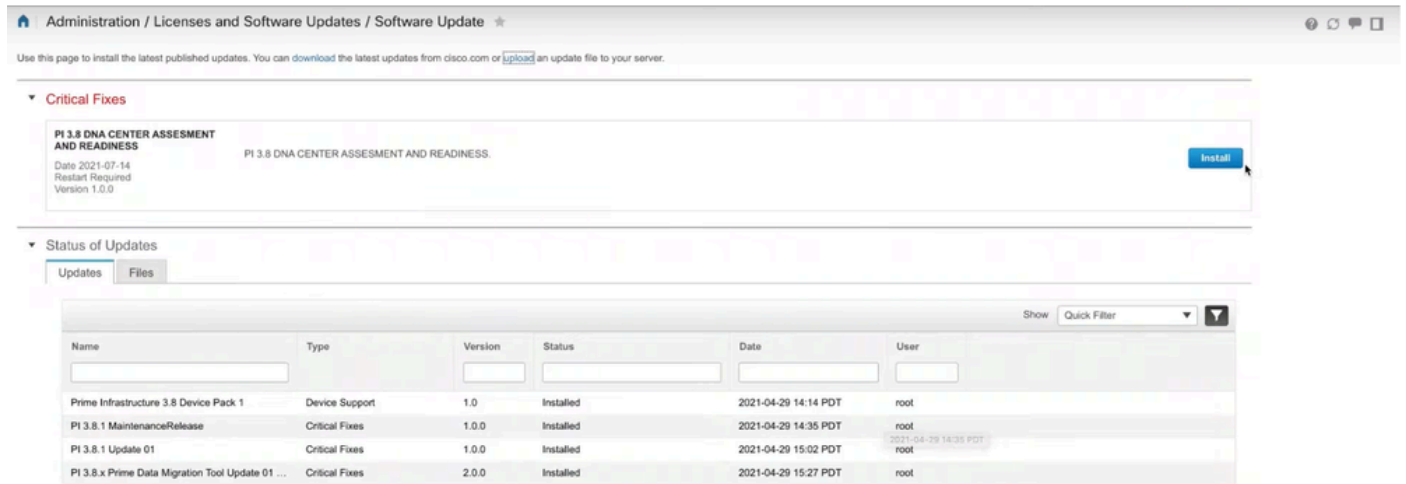 Administration / Licenses and Software Updates / Software Update
Use this page to install the latest published updates. You can download the latest updates from cisco.com or upload an update file to your server.
Critical Fixes
PI 3.8 DNA CENTER ASSESMENT
AND READINESS
PI 3.8 DNA CENTER ASSESMENT AND READINESS.
Date 2021-07-14
Restart Required
Version 1.0.0
Install
Status of Updates
Updates Files
Show Quick Filter
Name Type Version Status Date User
Prime Infrastructure 3.8 Device Pack 1 Device Support 1.0 Installed 2021-04-29 14:14 PDT root
PI 3.8.1 MaintenanceRelease Critical Fixes 1.0.0 Installed 2021-04-29 14:35 PDT root
2021-04-29 14:35 PDT
PI 3.8.1 Update 01 Critical Fixes 1.0.0 Installed 2021-04-29 15:02 PDT root
PI 3.8.x Prime Data Migration Tool Update 01 ... Critical Fixes 2.0.0 Installed 2021-04-29 15:27 PDT root